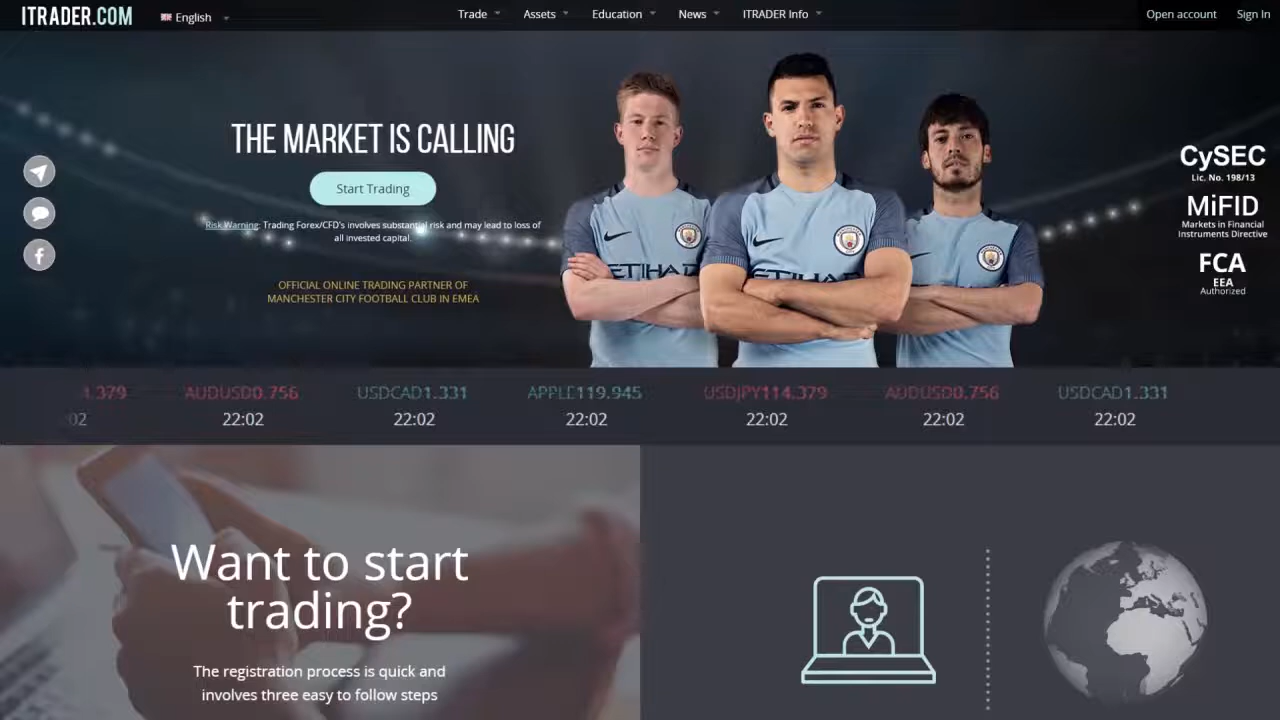 ITRADER.COM
English
Trade
Assets
Education
News
ITRADER Info
Open account
Sign In
THE MARKET IS CALLING
Start Trading
Risk Warning: Trading Forex/CFD's involves substantial risk and may lead to loss of
all invested capital.
OFFICIAL ONLINE TRADING PARTNER OF
MANCHESTER CITY FOOTBALL CLUB IN EMEA
ETIHAD
ETIHAD
CySEC
Lic. No. 198/13
MiFID
Markets in Financial
Instruments Directive
FCA
EEA
Authorized
1.379
AUDUSD0.756
USDCAD1.331
APPLE119.945
USDJPY114.379
AUDUSD0.756
USDCAD1.331
:02
22:02
22:02
22:02
22:02
22:02
22:02
Want to start
trading?
The registration process is quick and
involves three easy to follow steps